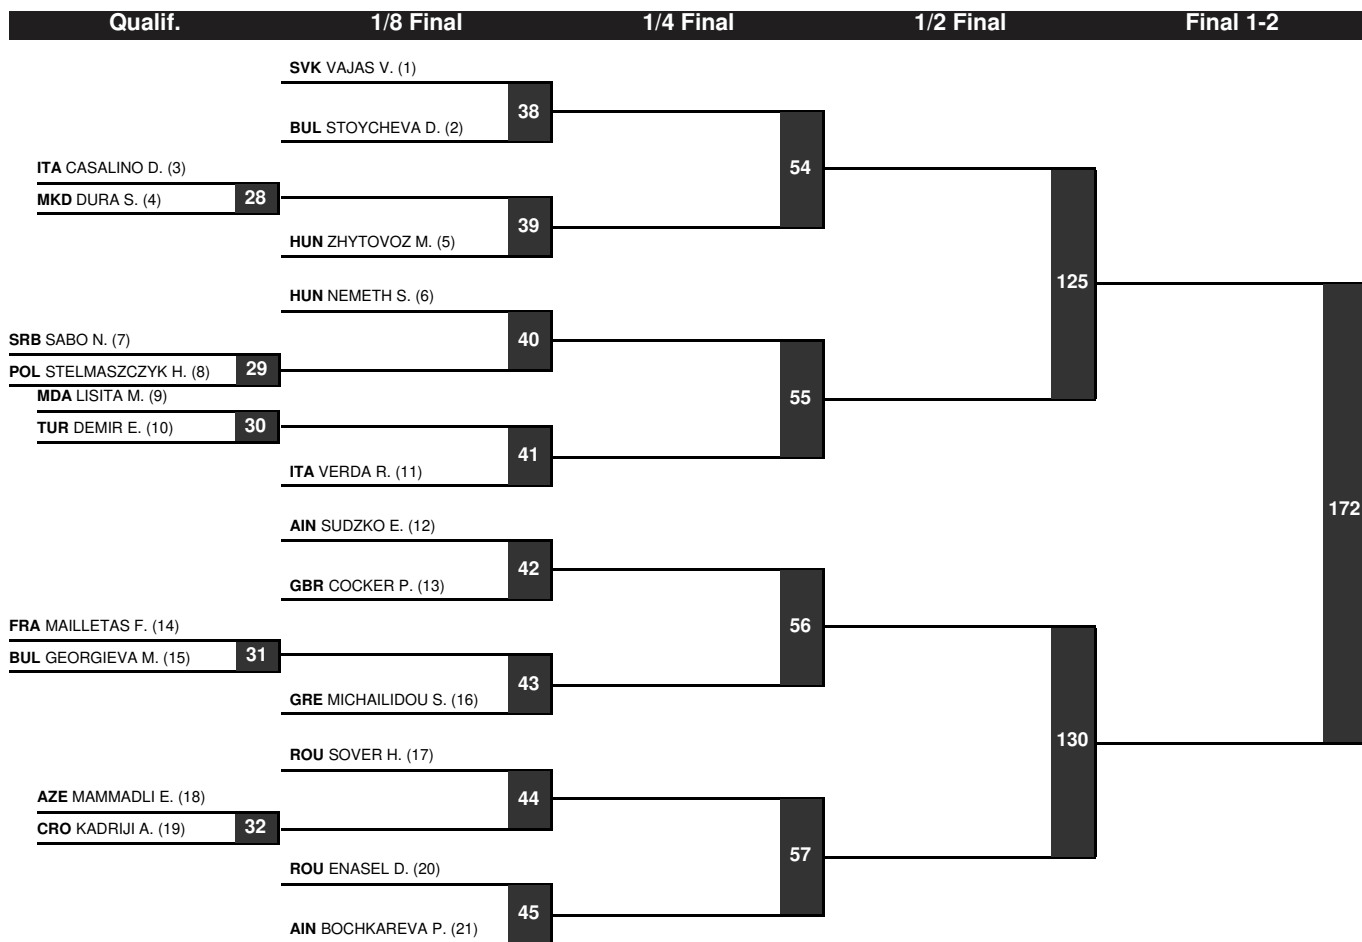 Qualif. 1/8 Final 1/4 Final 1/2 Final Final 1-2
SVK VAJAS V. (1)
38
BUL STOYCHEVA D. (2)
ITA CASALINO D. (3)
54
MKD DURA S. (4)
28
39
HUN ZHYTOVOZ M. (5)
125
HUN NEMETH S. (6)
SRB SABO N. (7)
40
POL STELMASZCZYK H. (8)
29
MDA LISITA M. (9)
55
TUR DEMIR E. (10)
30
41
ITA VERDA R. (11)
172
AIN SUDZKO E. (12)
42
GBR COCKER P. (13)
FRA MAILLETAS F. (14)
56
BUL GEORGIEVA M. (15)
31
43
GRE MICHAILIDOU S. (16)
130
ROU SOVER H. (17)
AZE MAMMADLI E. (18)
44
CRO KADRIJI A. (19)
32
57
ROU ENASEL D. (20)
45
AIN BOCHKAREVA P. (21)